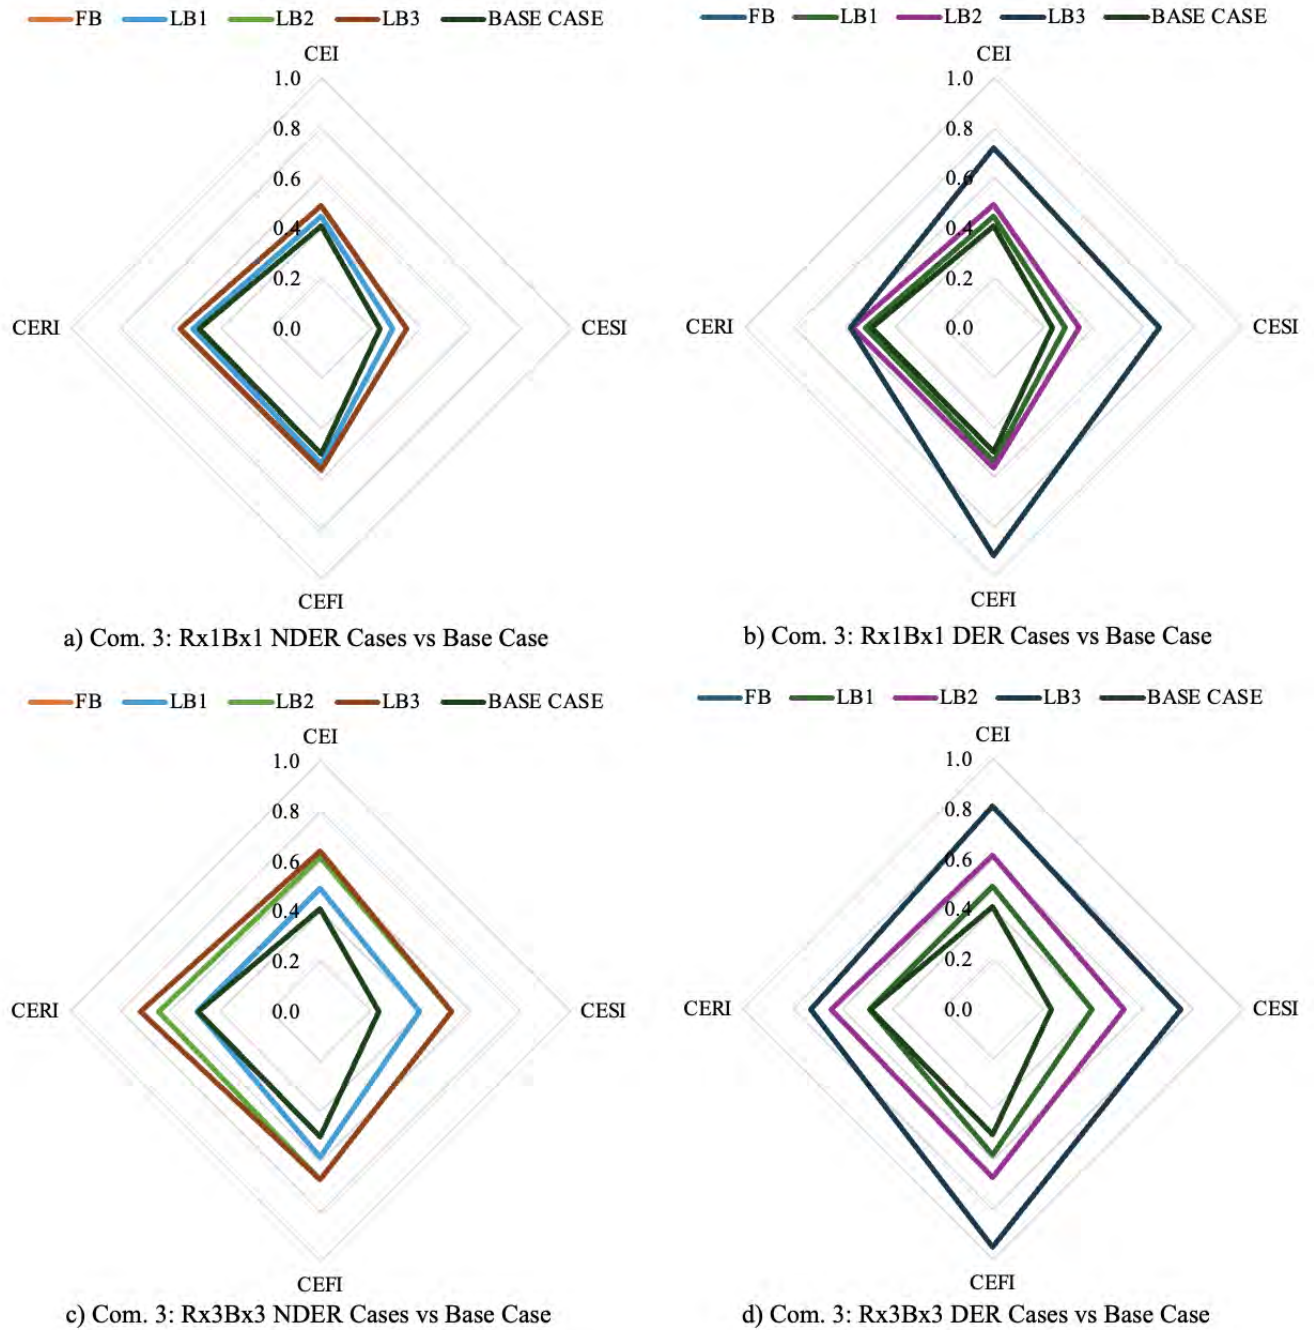 FB LB1 LB2 LB3 BASE CASE
CEI
1.0
0.8
0.6
0.4
0.2
CERI 0.0 CESI
CEFI
a) Com. 3: Rx1Bx1 NDER Cases vs Base Case
FB LB1 LB2 LB3 BASE CASE
CEI
1.0
0.8
0.6
0.4
0.2
CERI 0.0 CESI
CEFI
b) Com. 3: Rx1Bx1 DER Cases vs Base Case
FB LB1 LB2 LB3 BASE CASE
CEI
1.0
0.8
0.6
0.4
0.2
CERI 0.0 CESI
CEFI
c) Com. 3: Rx3Bx3 NDER Cases vs Base Case
FB LB1 LB2 LB3 BASE CASE
CEI
1.0
0.8
0.6
0.4
0.2
CERI 0.0 CESI
CEFI
d) Com. 3: Rx3Bx3 DER Cases vs Base Case